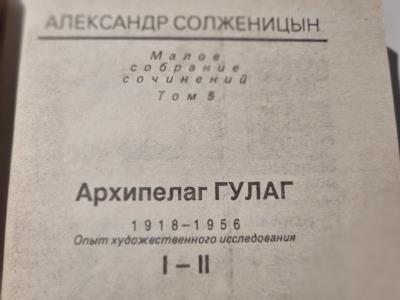 АЛЕКСАНДР СОЛЖЕНИЦЫН
Малое
собрание
сочинений
Том 5
Архипелаг ГУЛАГ
1918–1956
Опыт художественного исследования
I – II